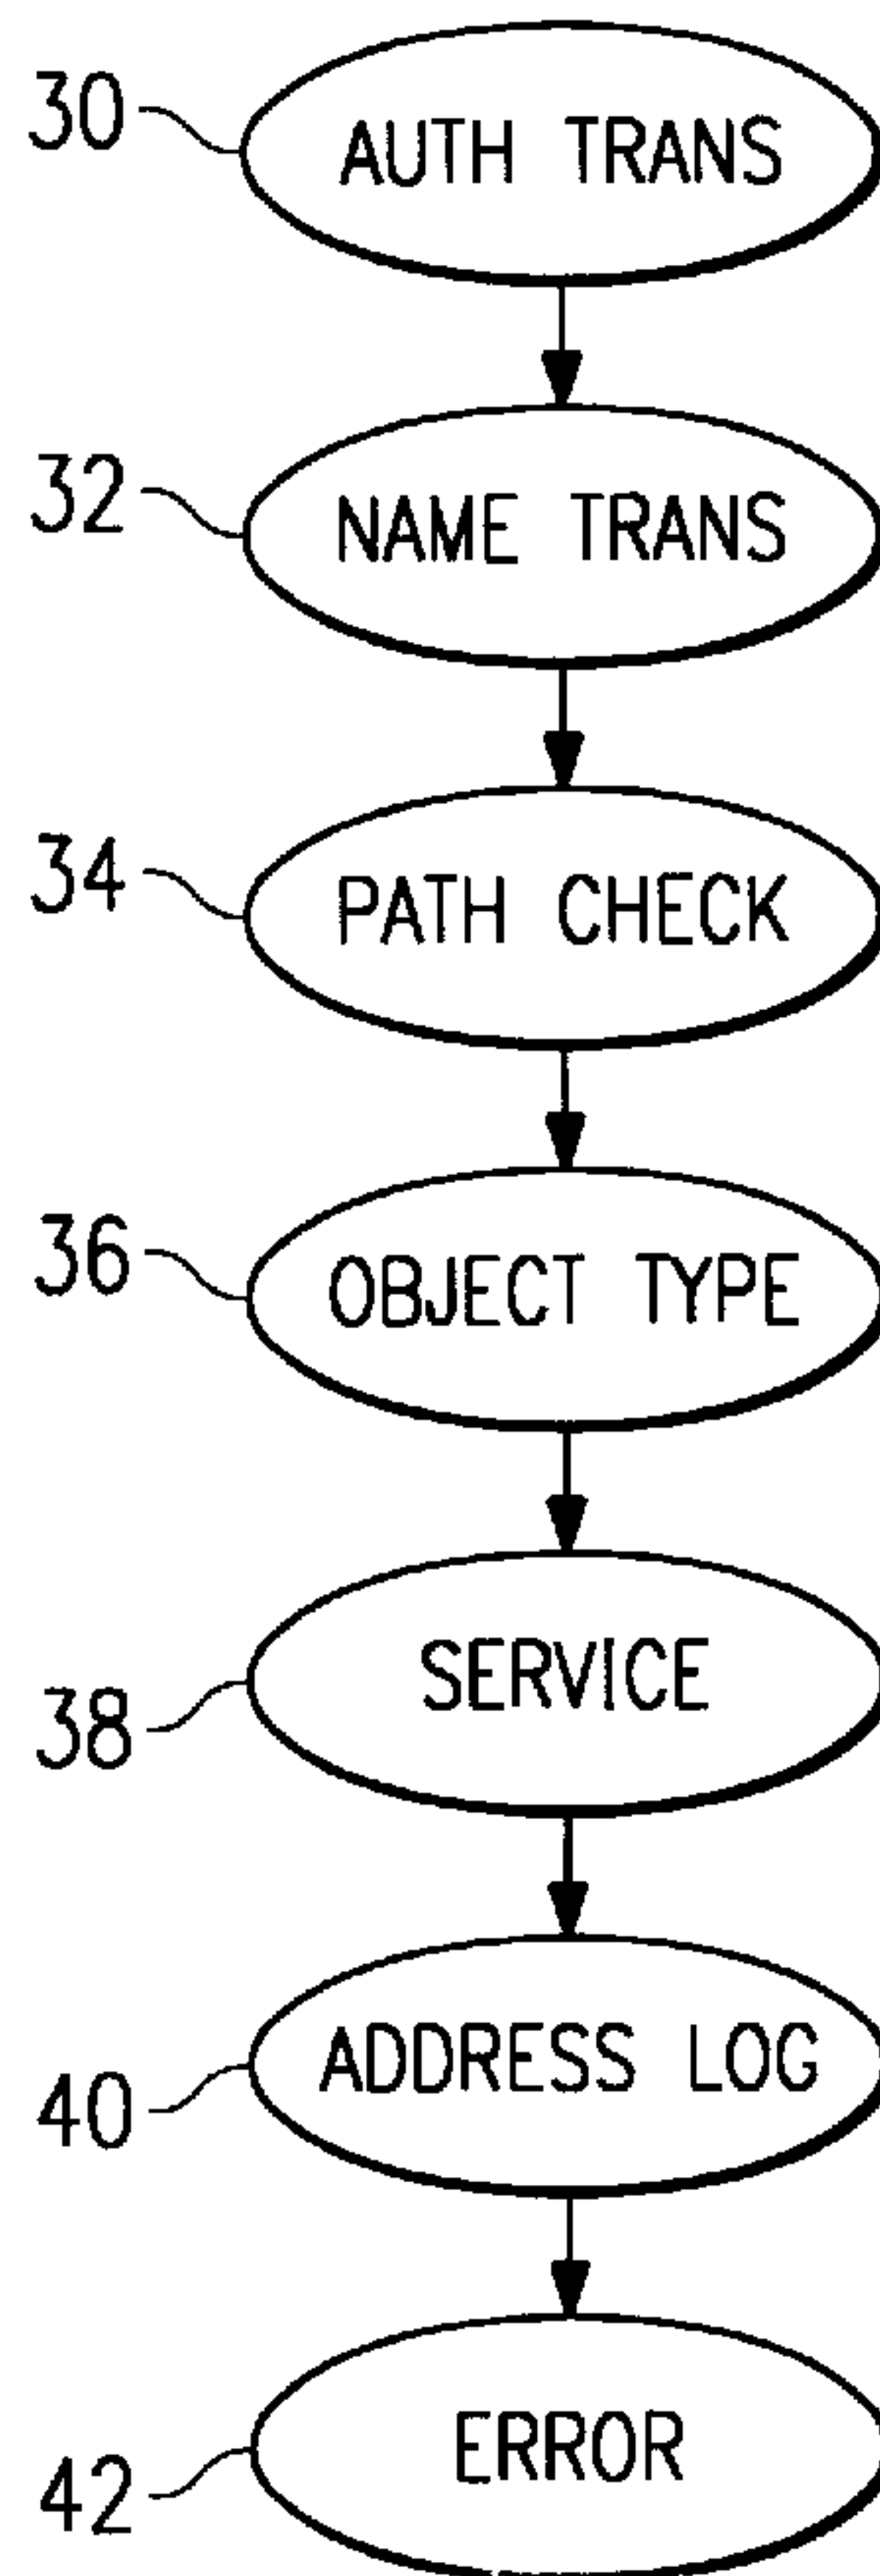 30 AUTH TRANS
32 NAME TRANS
34 PATH CHECK
36 OBJECT TYPE
SERVICE
38
ADDRESS LOG
40
ERROR
42